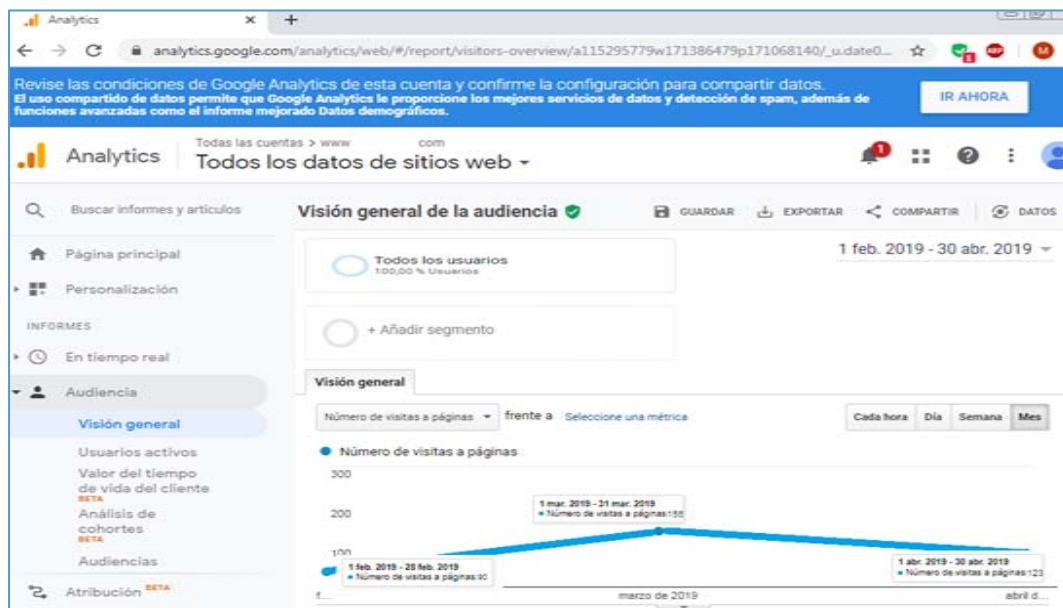 Analytics
analytics.google.com/analytics/web/#/report/visitors-overview/a115295779w171386479p171068140/_u.date0...
Revise las condiciones de Google Analytics de esta cuenta y confirme la configuración para compartir datos.
El uso compartido de datos permite que Google Analytics le proporcione los mejores servicios de datos y detección de spam, además de
funciones avanzadas como el informe mejorado Datos demográficos.
IR AHORA
Analytics
Todas las cuentas > www com
Todos los datos de sitios web
1
Buscar informes y artículos
Visión general de la audiencia
GUARDAR
EXPORTAR
COMPARTIR
DATOS
Página principal
Personalización
INFORMES
En tiempo real
Audiencia
Visión general
Usuarios activos
Valor del tiempo
de vida del cliente
BETA
Análisis de
cohortes
BETA
Audiencias
Atribución BETA
Todos los usuarios
100,00 % Usuarios
1 feb. 2019 - 30 abr. 2019
+ Añadir segmento
Visión general
Número de visitas a páginas frente a Seleccione una métrica
Cada hora Día Semana Mes
Número de visitas a páginas
300
200
100
1 mar. 2019 - 31 mar. 2019
Número de visitas a páginas:156
1 feb. 2019 - 28 feb. 2019
Número de visitas a páginas:90
1 abr. 2019 - 30 abr. 2019
Número de visitas a páginas:123
f...
marzo de 2019
abril d...